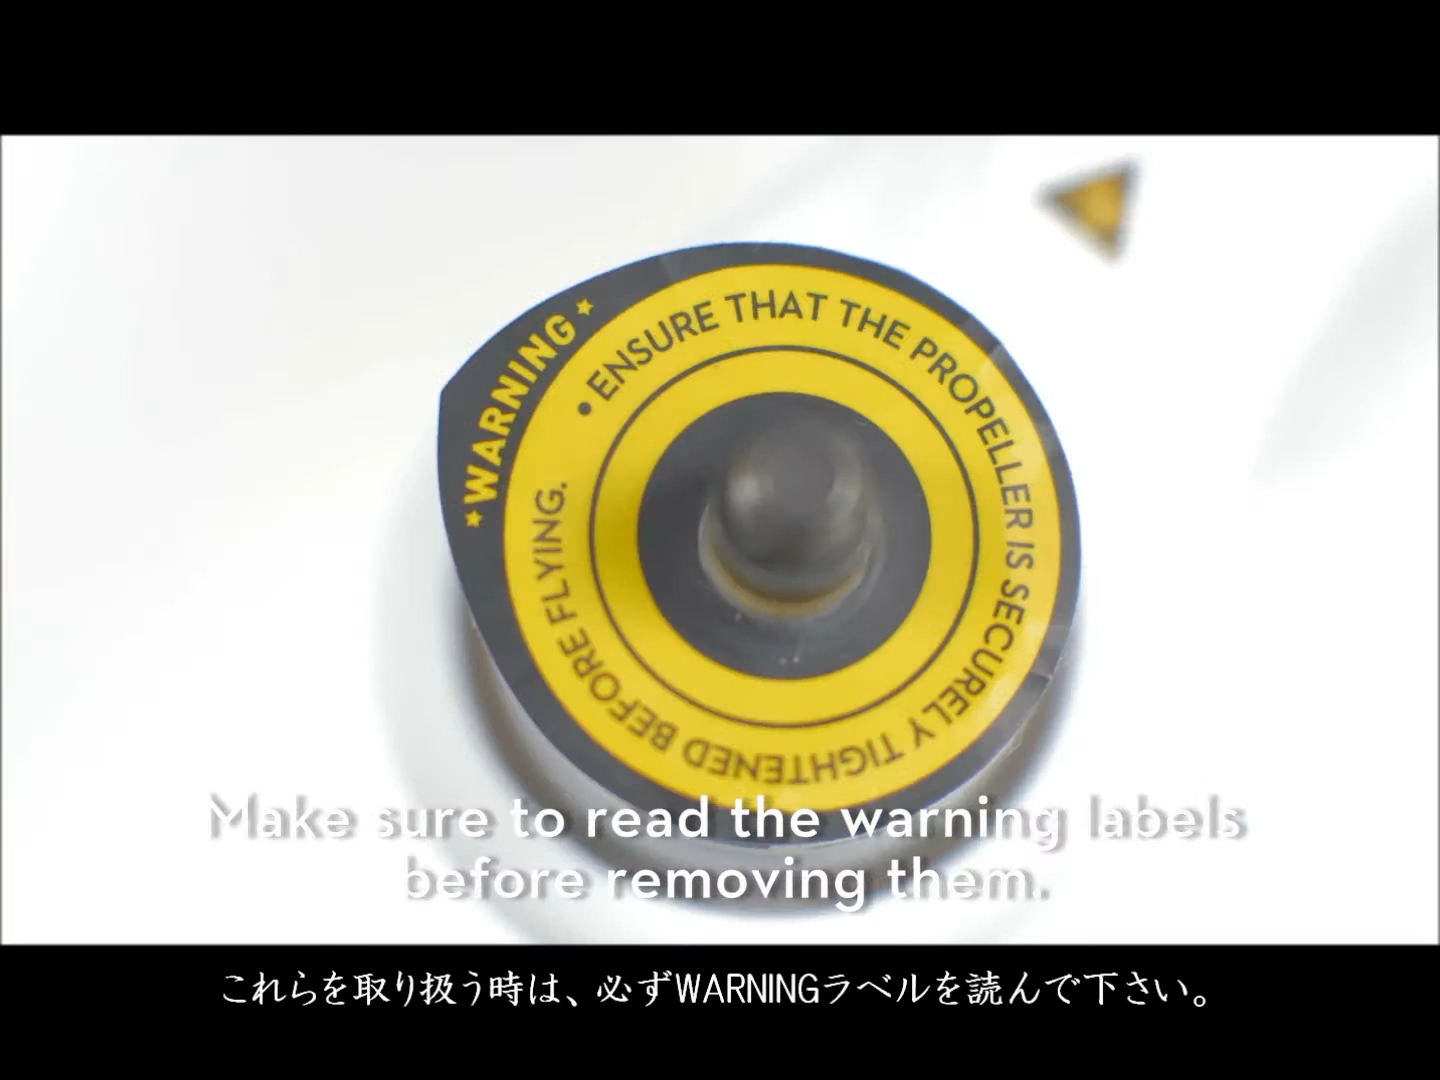 ★WARNING★
• ENSURE THAT THE PROPELLER IS SECURELY TIGHTENED BEFORE FLYING.
Make sure to read the warning labels
before removing them.
これらを取り扱う時は、必ずWARNINGラベルを読んで下さい。